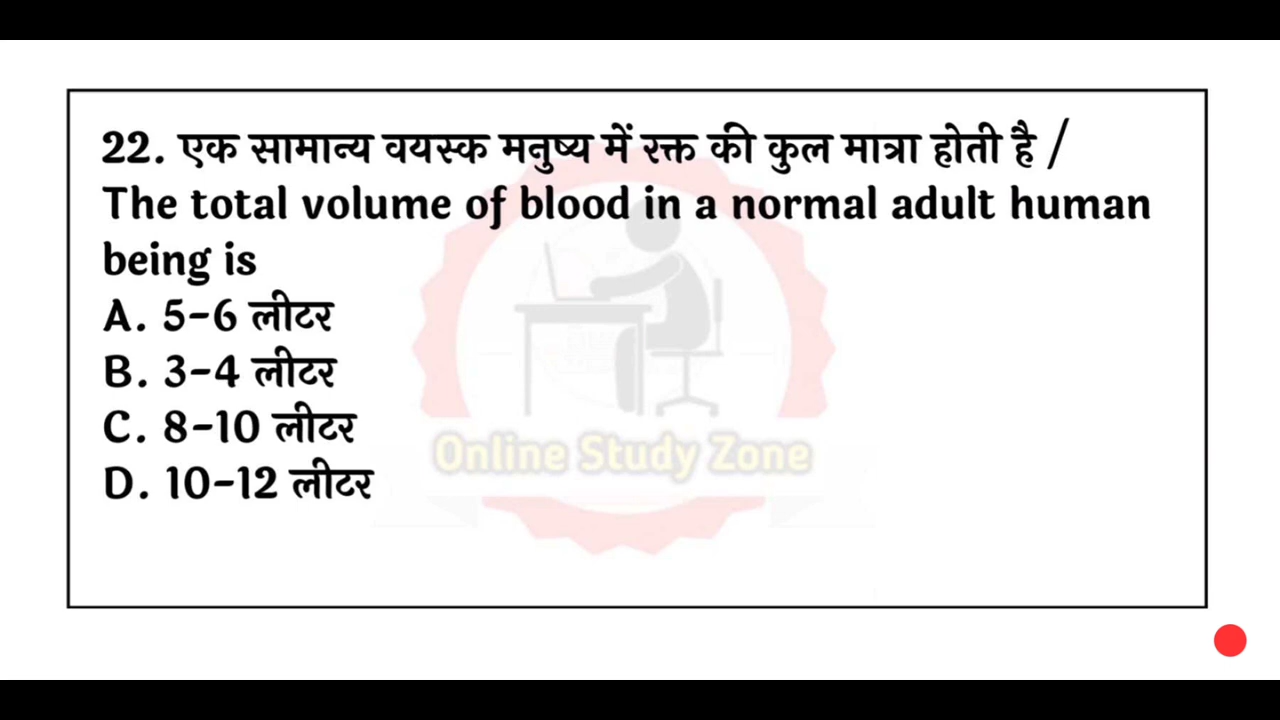 22. एक सामान्य वयस्क मनुष्य में रक्त की कुल मात्रा होती है /
The total volume of blood in a normal adult human
being is
A. 5-6 लीटर
B. 3-4 लीटर
C. 8-10 लीटर
D. 10-12 लीटर
Online Study Zone